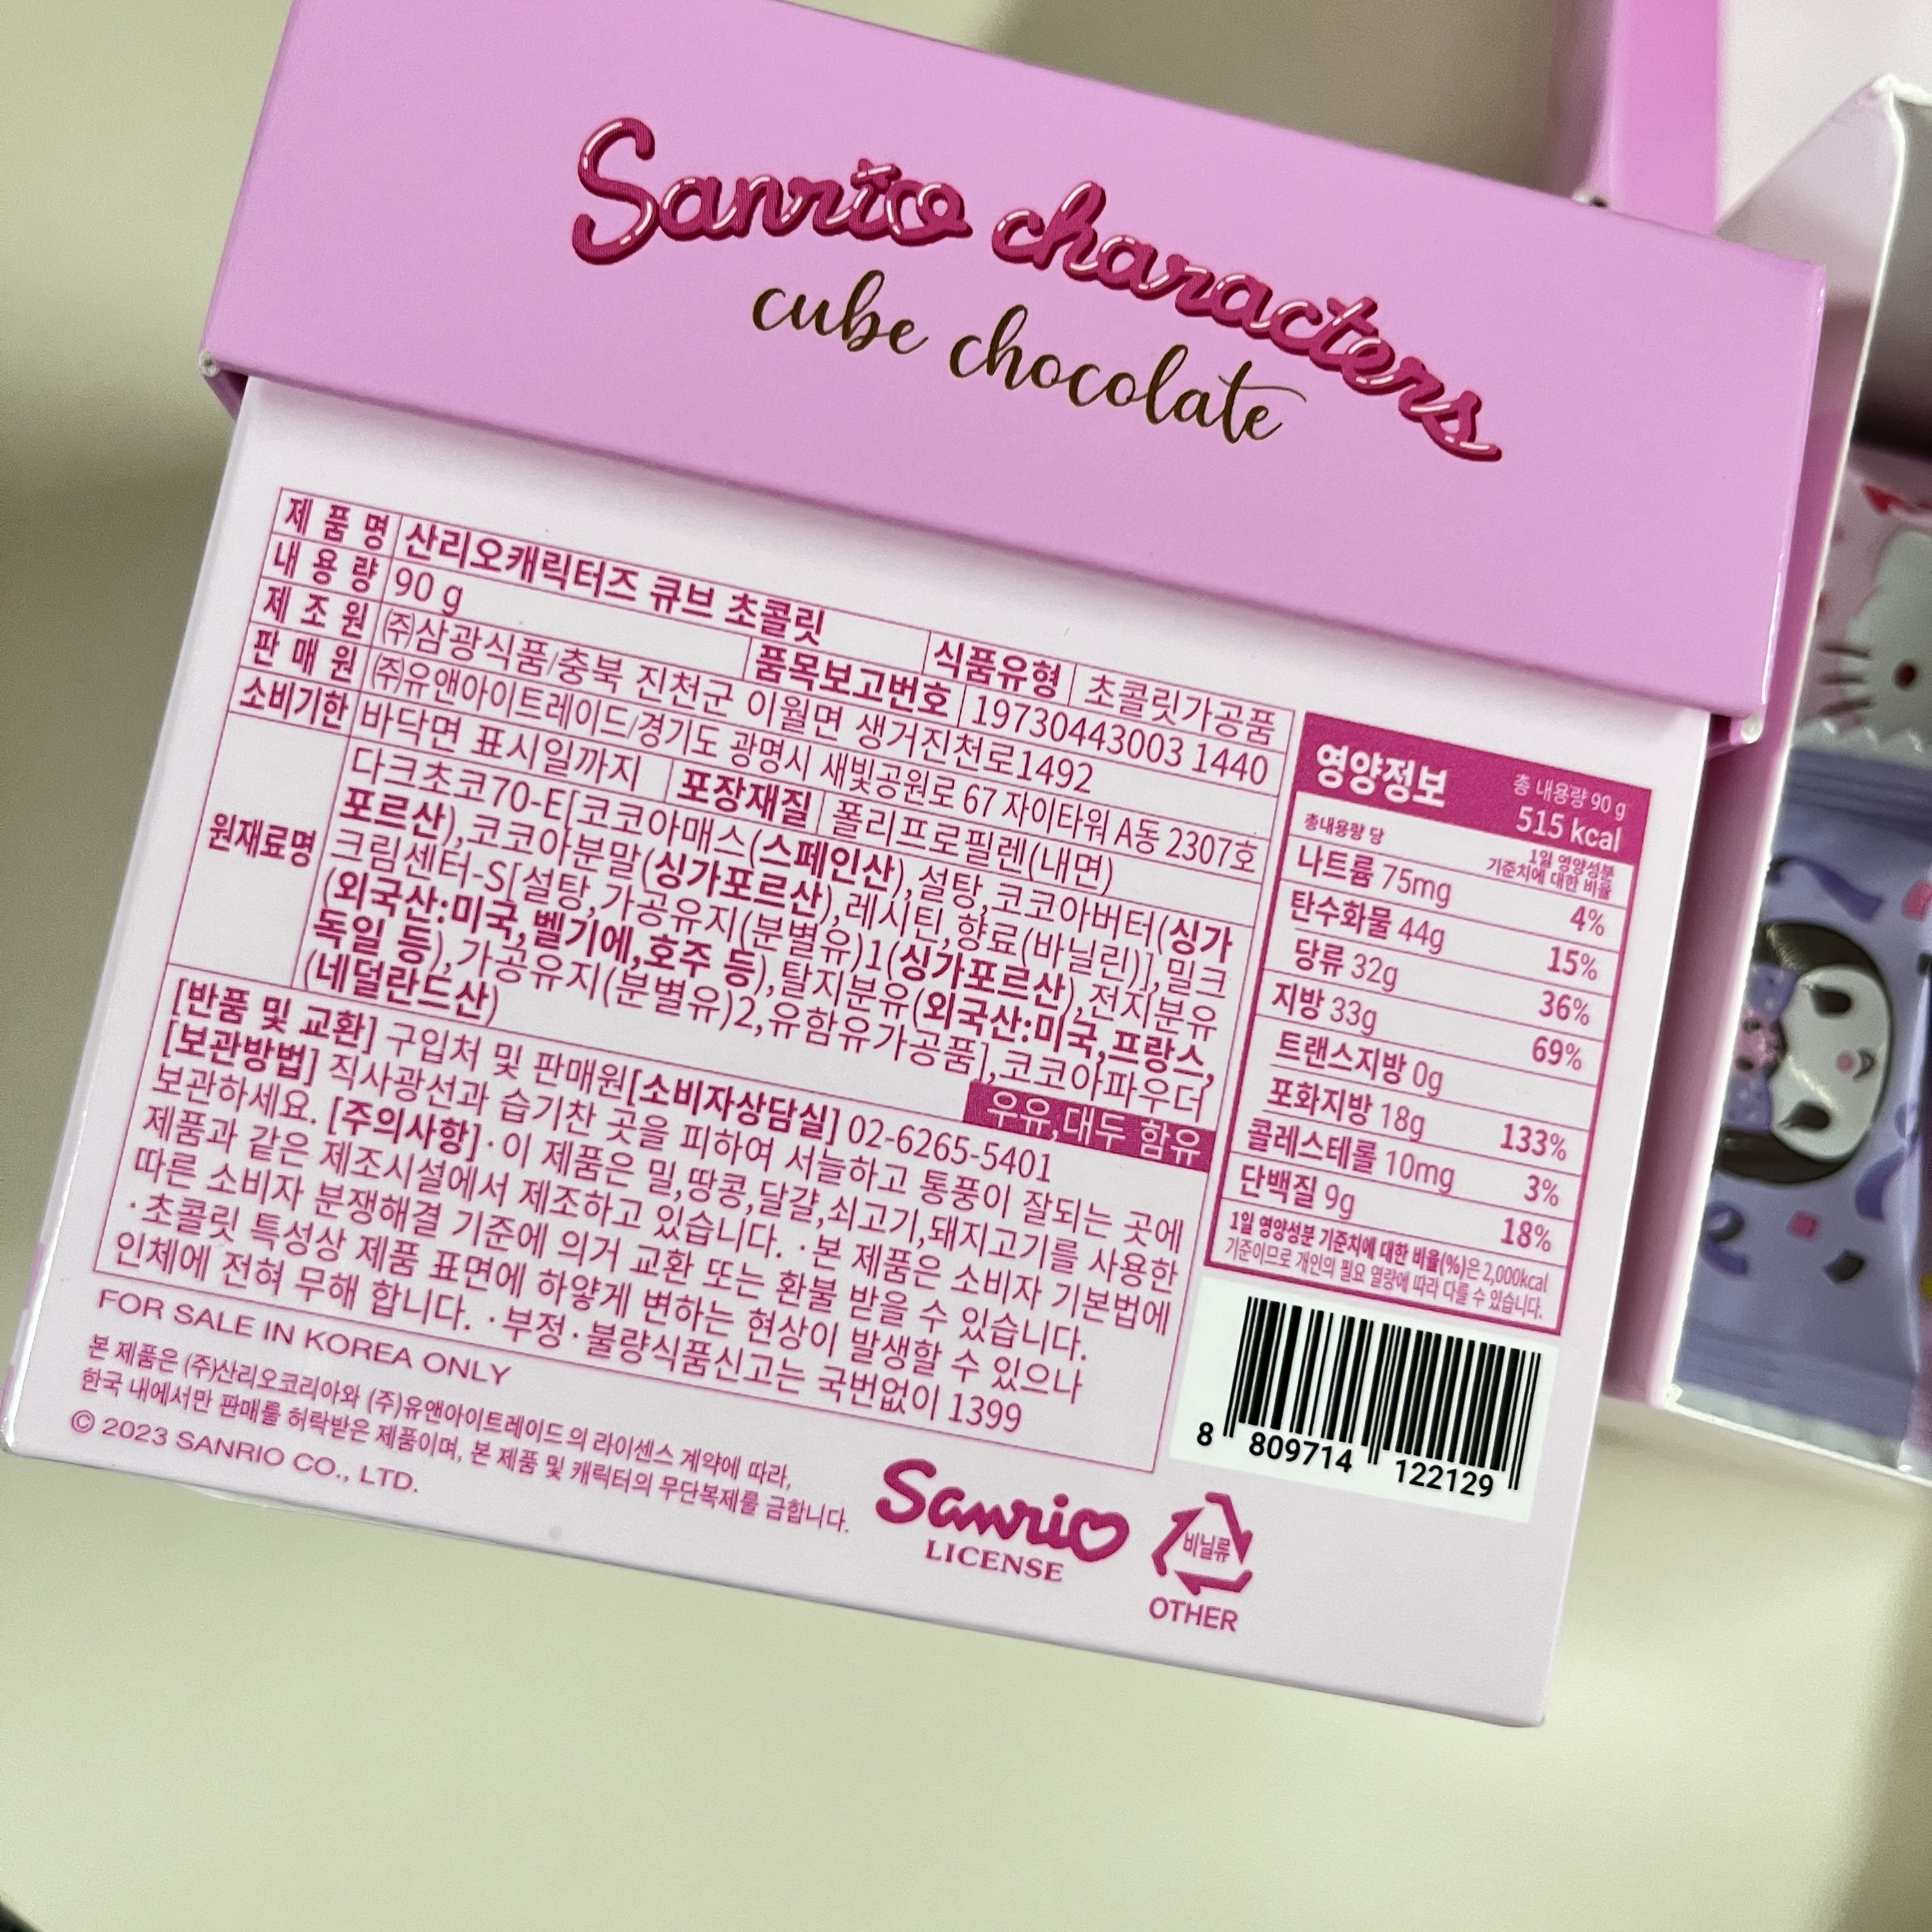 Sanrio characters
cube chocolate
제품명 산리오캐릭터즈 큐브 초콜릿 식품유형 초콜릿가공품
내용량 90 g 품목보고번호 19730443003 1440
제조원 ㈜삼광식품/충북 진천군 이월면 생거진천로1492
판매원 ㈜유앤아이트레이드/경기도 광명시 새빛공원로 67 자이타워 A동 2307호
소비기한 바닥면 표시일까지 포장재질 폴리프로필렌(내면)
원재료명
다크초코70-E[코코아매스(스페인산),설탕,코코아버터(싱가
포르산),코코아분말(싱가포르산),레시틴,향료(바닐린)],밀크
크림센터-S[설탕,가공유지(분별유)1(싱가포르산),전지분유
(외국산:미국,벨기에,호주 등),탈지분유(외국산:미국,프랑스,
독일 등),가공유지(분별유)2,유함유가공품],코코아파우더
(네덜란드산)
우유,대두 함유
[반품 및 교환] 구입처 및 판매원[소비자상담실] 02-6265-5401
[보관방법] 직사광선과 습기찬 곳을 피하여 서늘하고 통풍이 잘되는 곳에
보관하세요. [주의사항]·이 제품은 밀,땅콩,달걀,쇠고기,돼지고기를 사용한
제품과 같은 제조시설에서 제조하고 있습니다. ·본 제품은 소비자 기본법에
따른 소비자 분쟁해결 기준에 의거 교환 또는 환불 받을 수 있습니다.
·초콜릿 특성상 제품 표면에 하얗게 변하는 현상이 발생할 수 있으나
인체에 전혀 무해 합니다. ·부정·불량식품신고는 국번없이 1399
FOR SALE IN KOREA ONLY
본 제품은 (주)산리오코리아와 (주)유앤아이트레이드의 라이센스 계약에 따라,
한국 내에서만 판매를 허락받은 제품이며, 본 제품 및 캐릭터의 무단복제를 금합니다.
© 2023 SANRIO CO., LTD.
Sanrio
LICENSE
비닐류
OTHER
영양정보 총 내용량 90 g
515 kcal
총내용량 당 1일 영양성분
기준치에 대한 비율
나트륨 75mg 4%
탄수화물 44g 15%
당류 32g 36%
지방 33g 69%
트랜스지방 0g
포화지방 18g 133%
콜레스테롤 10mg 3%
단백질 9g 18%
1일 영양성분 기준치에 대한 비율(%)은 2,000kcal
기준이므로 개인의 필요 열량에 따라 다를 수 있습니다.
8 809714 122129